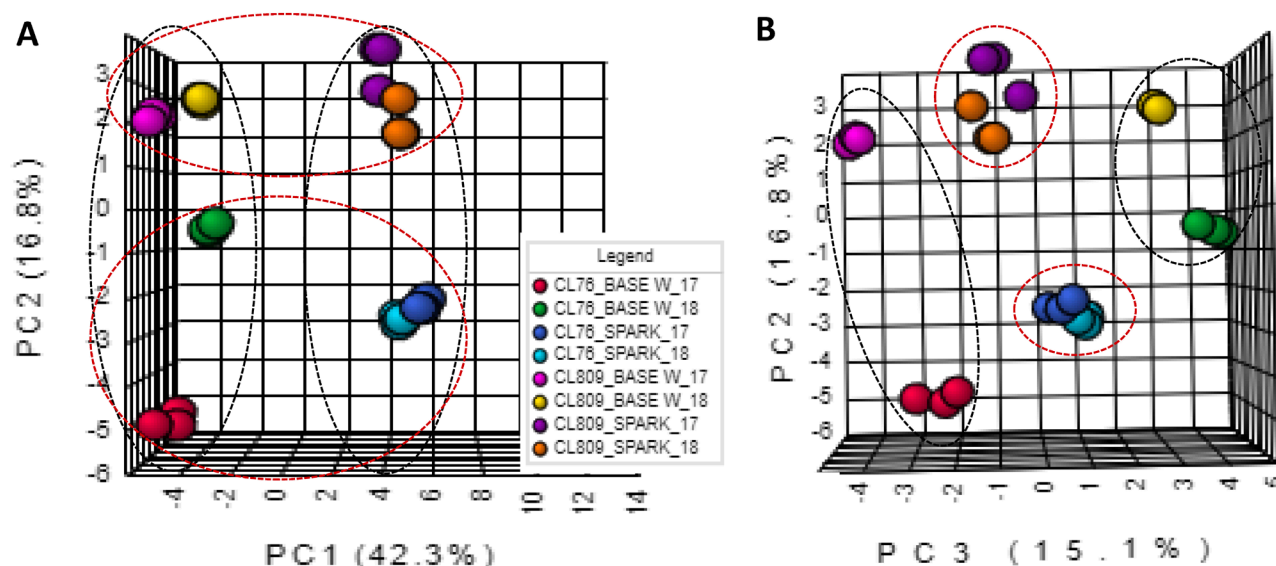 A
3
2
1
0
-1
-2
-3
-4
-5
-6
PC2 (16.8%)
-4
-2
0
2
4
6
8
10
12
14
PC1 (42.3%)
Legend
CL76_BASE W_17
CL76_BASE W_18
CL76_SPARK_17
CL76_SPARK_18
CL809_BASE W_17
CL809_BASE W_18
CL809_SPARK_17
CL809_SPARK_18
B
3
2
1
0
-1
-2
-3
-4
-5
-6
PC2 (16.8%)
-4
-3
-2
-1
0
1
2
3
4
5
PC3 (15.1%)